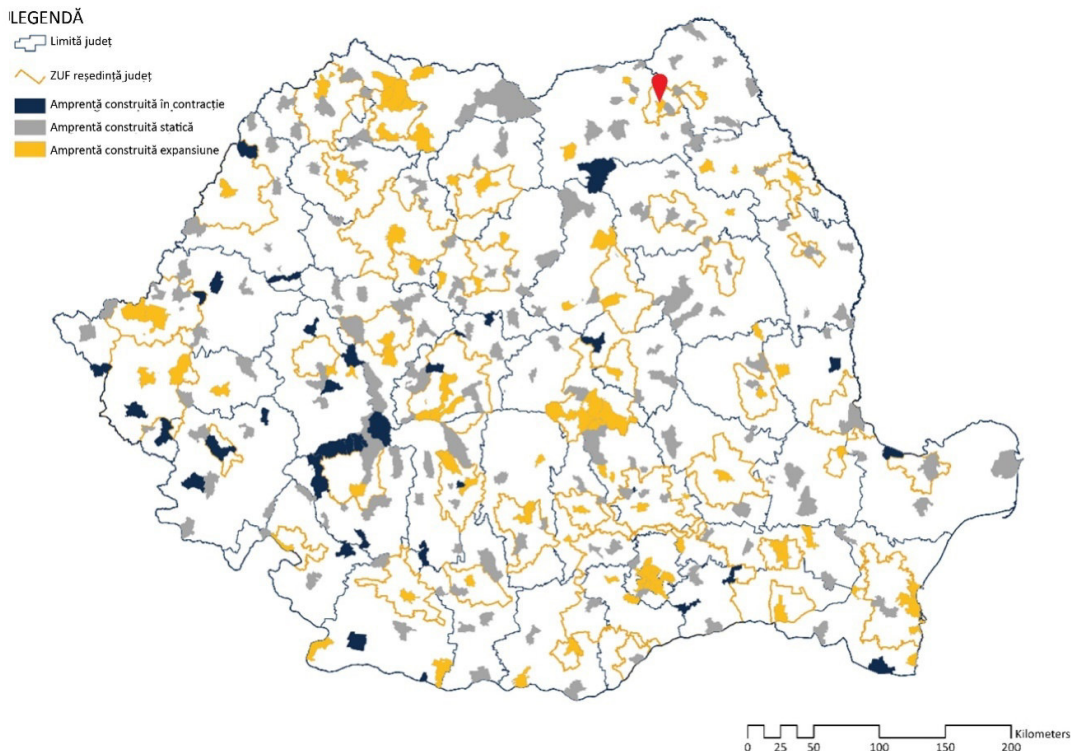 LEGENDĂ
Limită județ
ZUF reședință județ
Amprentă construită în contracție
Amprentă construită statică
Amprentă construită expansiune
Kilometers
0 25 50 100 150 200